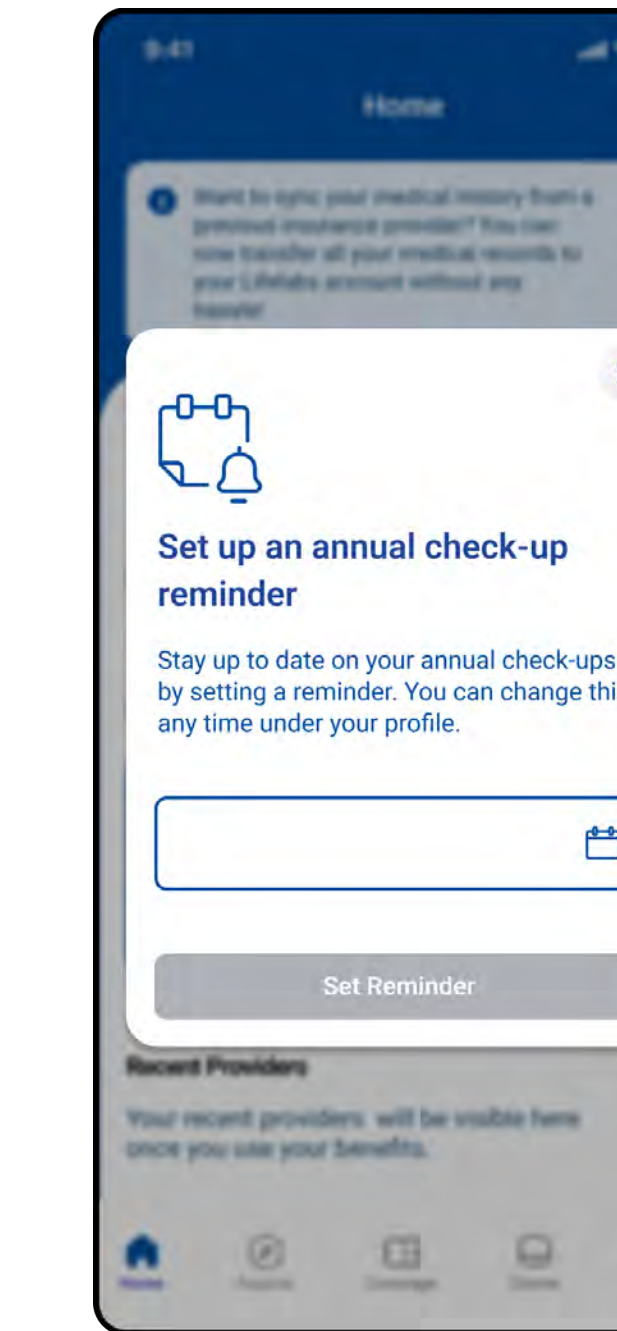 9:41
Home
Want to sync your medical history from a
previous insurance provider? You can
now transfer all your medical records to
your Lifelabs account without any
hassle!
Set up an annual check-up
reminder
Stay up to date on your annual check-ups
by setting a reminder. You can change thi
any time under your profile.
Set Reminder
Recent Providers
Your recent providers will be visible here
once you use your benefits.
Home
Coverage